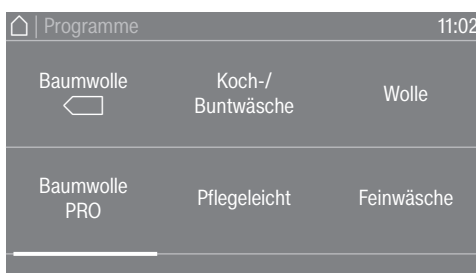 Programme 11:02
Baumwolle
Koch-/
Buntwäsche
Wolle
Baumwolle
PRO
Pflegeleicht
Feinwäsche